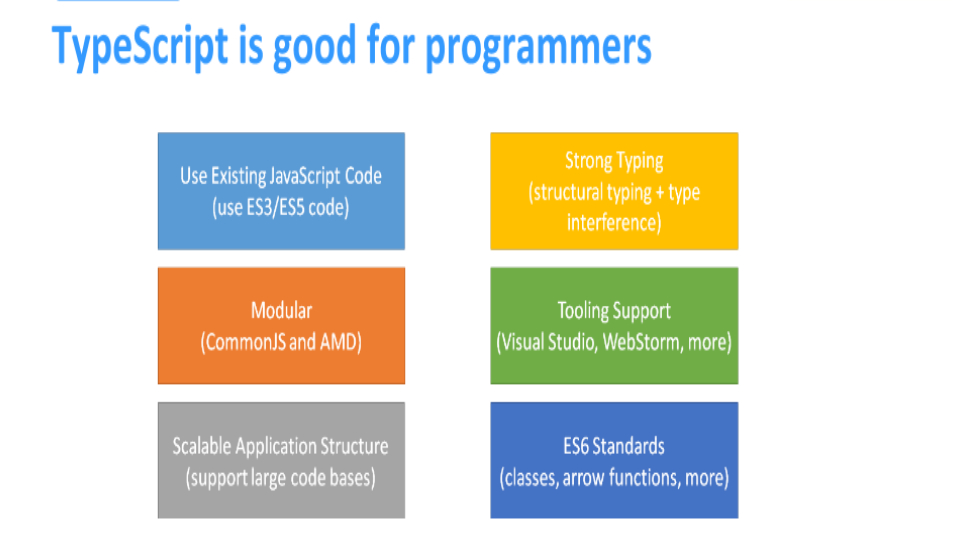 TypeScript is good for programmers
Use Existing JavaScript Code
(use ES3/ES5 code)
Strong Typing
(structural typing + type
interference)
Modular
(CommonJS and AMD)
Tooling Support
(Visual Studio, WebStorm, more)
Scalable Application Structure
(support large code bases)
ES6 Standards
(classes, arrow functions, more)